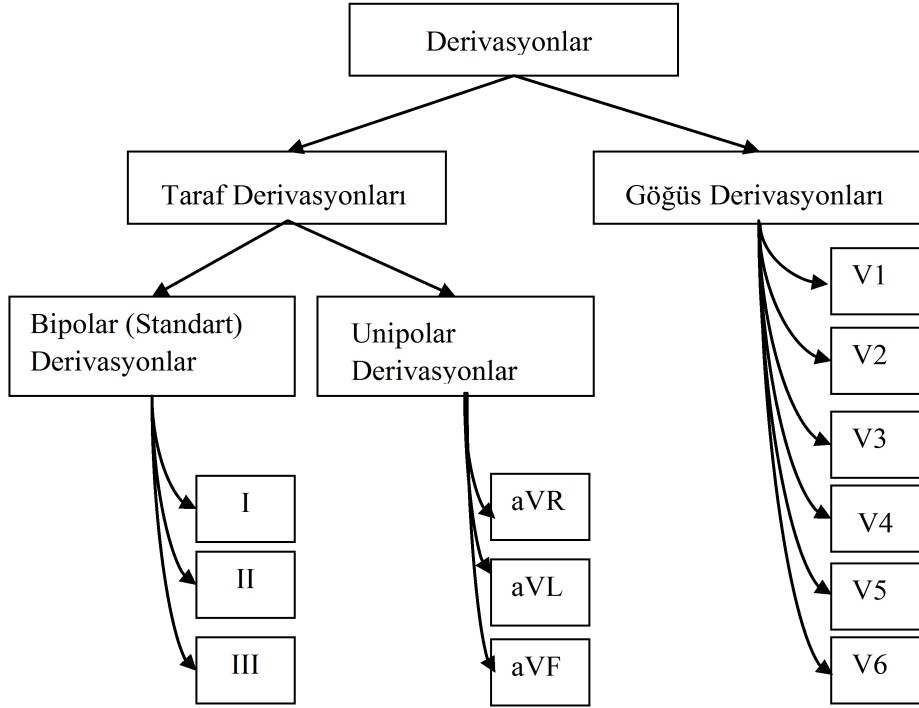 Derivasyonlar
Taraf Derivasyonları
Göğüs Derivasyonları
Bipolar (Standart)
Derivasyonlar
Unipolar
Derivasyonlar
I
II
III
aVR
aVL
aVF
V1
V2
V3
V4
V5
V6